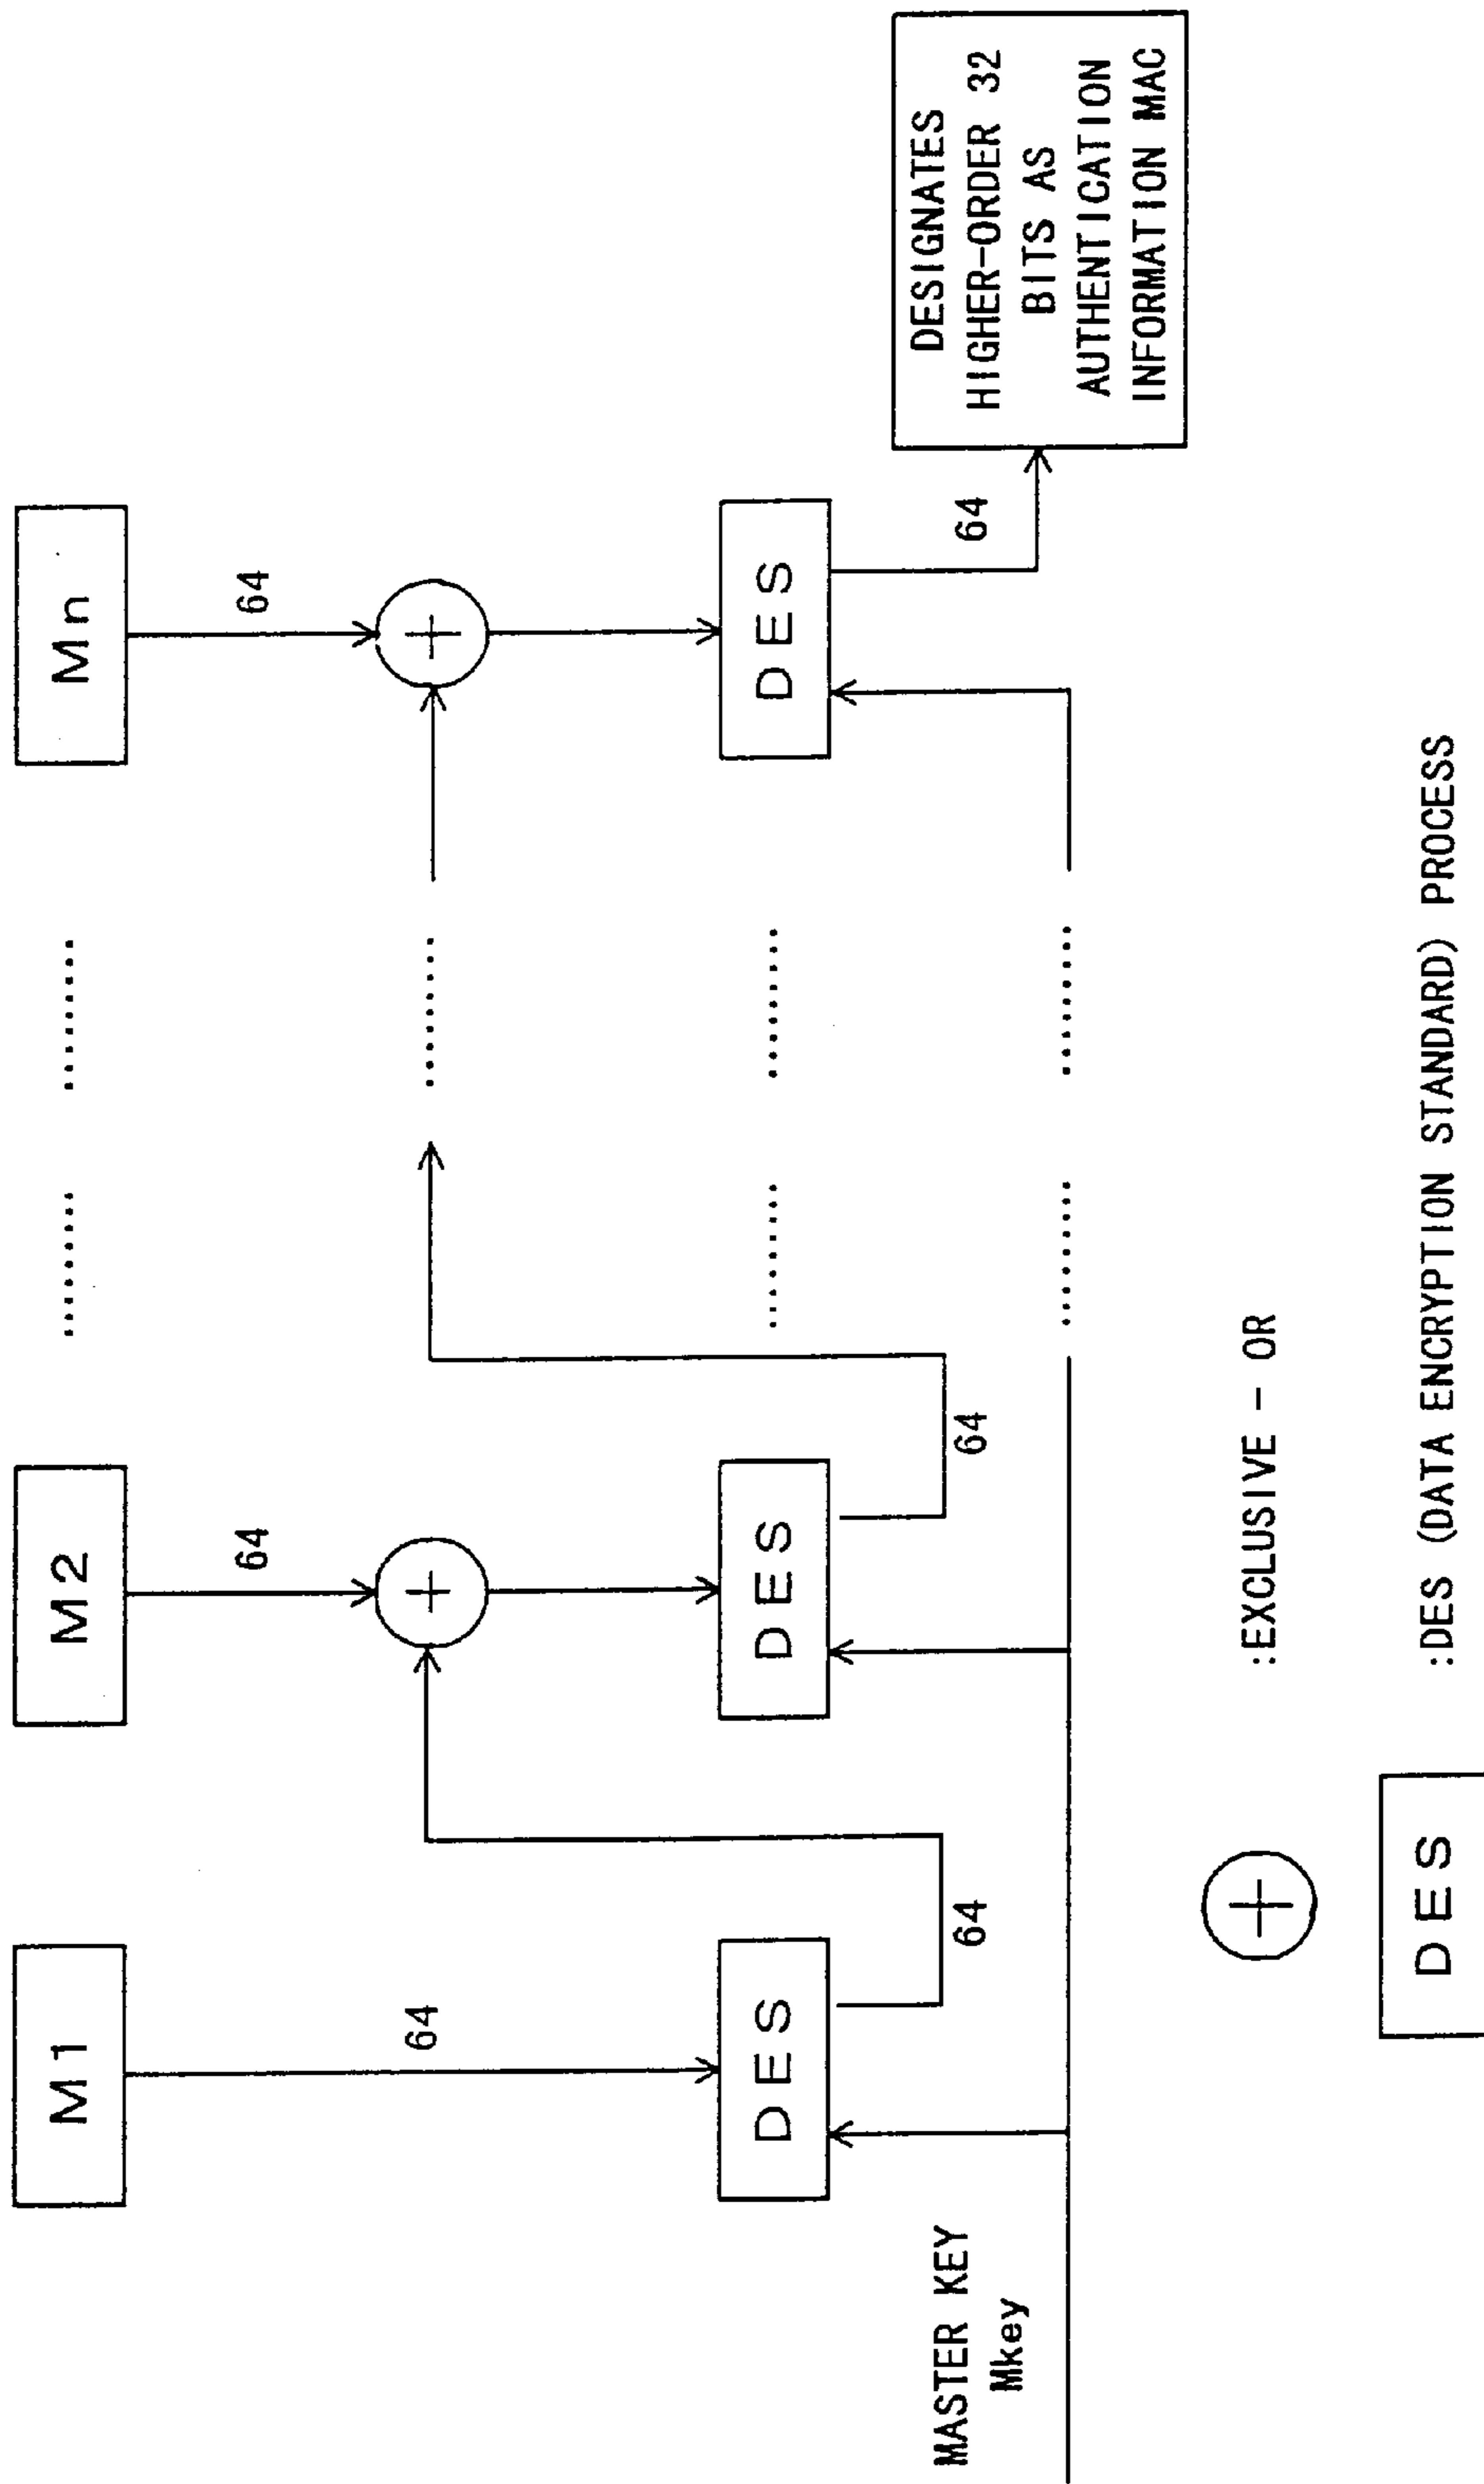 M1
M2
········ ········
Mn
64
64
64
········
DES
DES
········ ········
DES
64
64
64
DESIGNATES
HIGHER-ORDER 32
BITS AS
AUTHENTICATION
INFORMATION MAC
MASTER KEY
Mkey
········ ········
:EXCLUSIVE - OR
DES :DES (DATA ENCRYPTION STANDARD) PROCESS